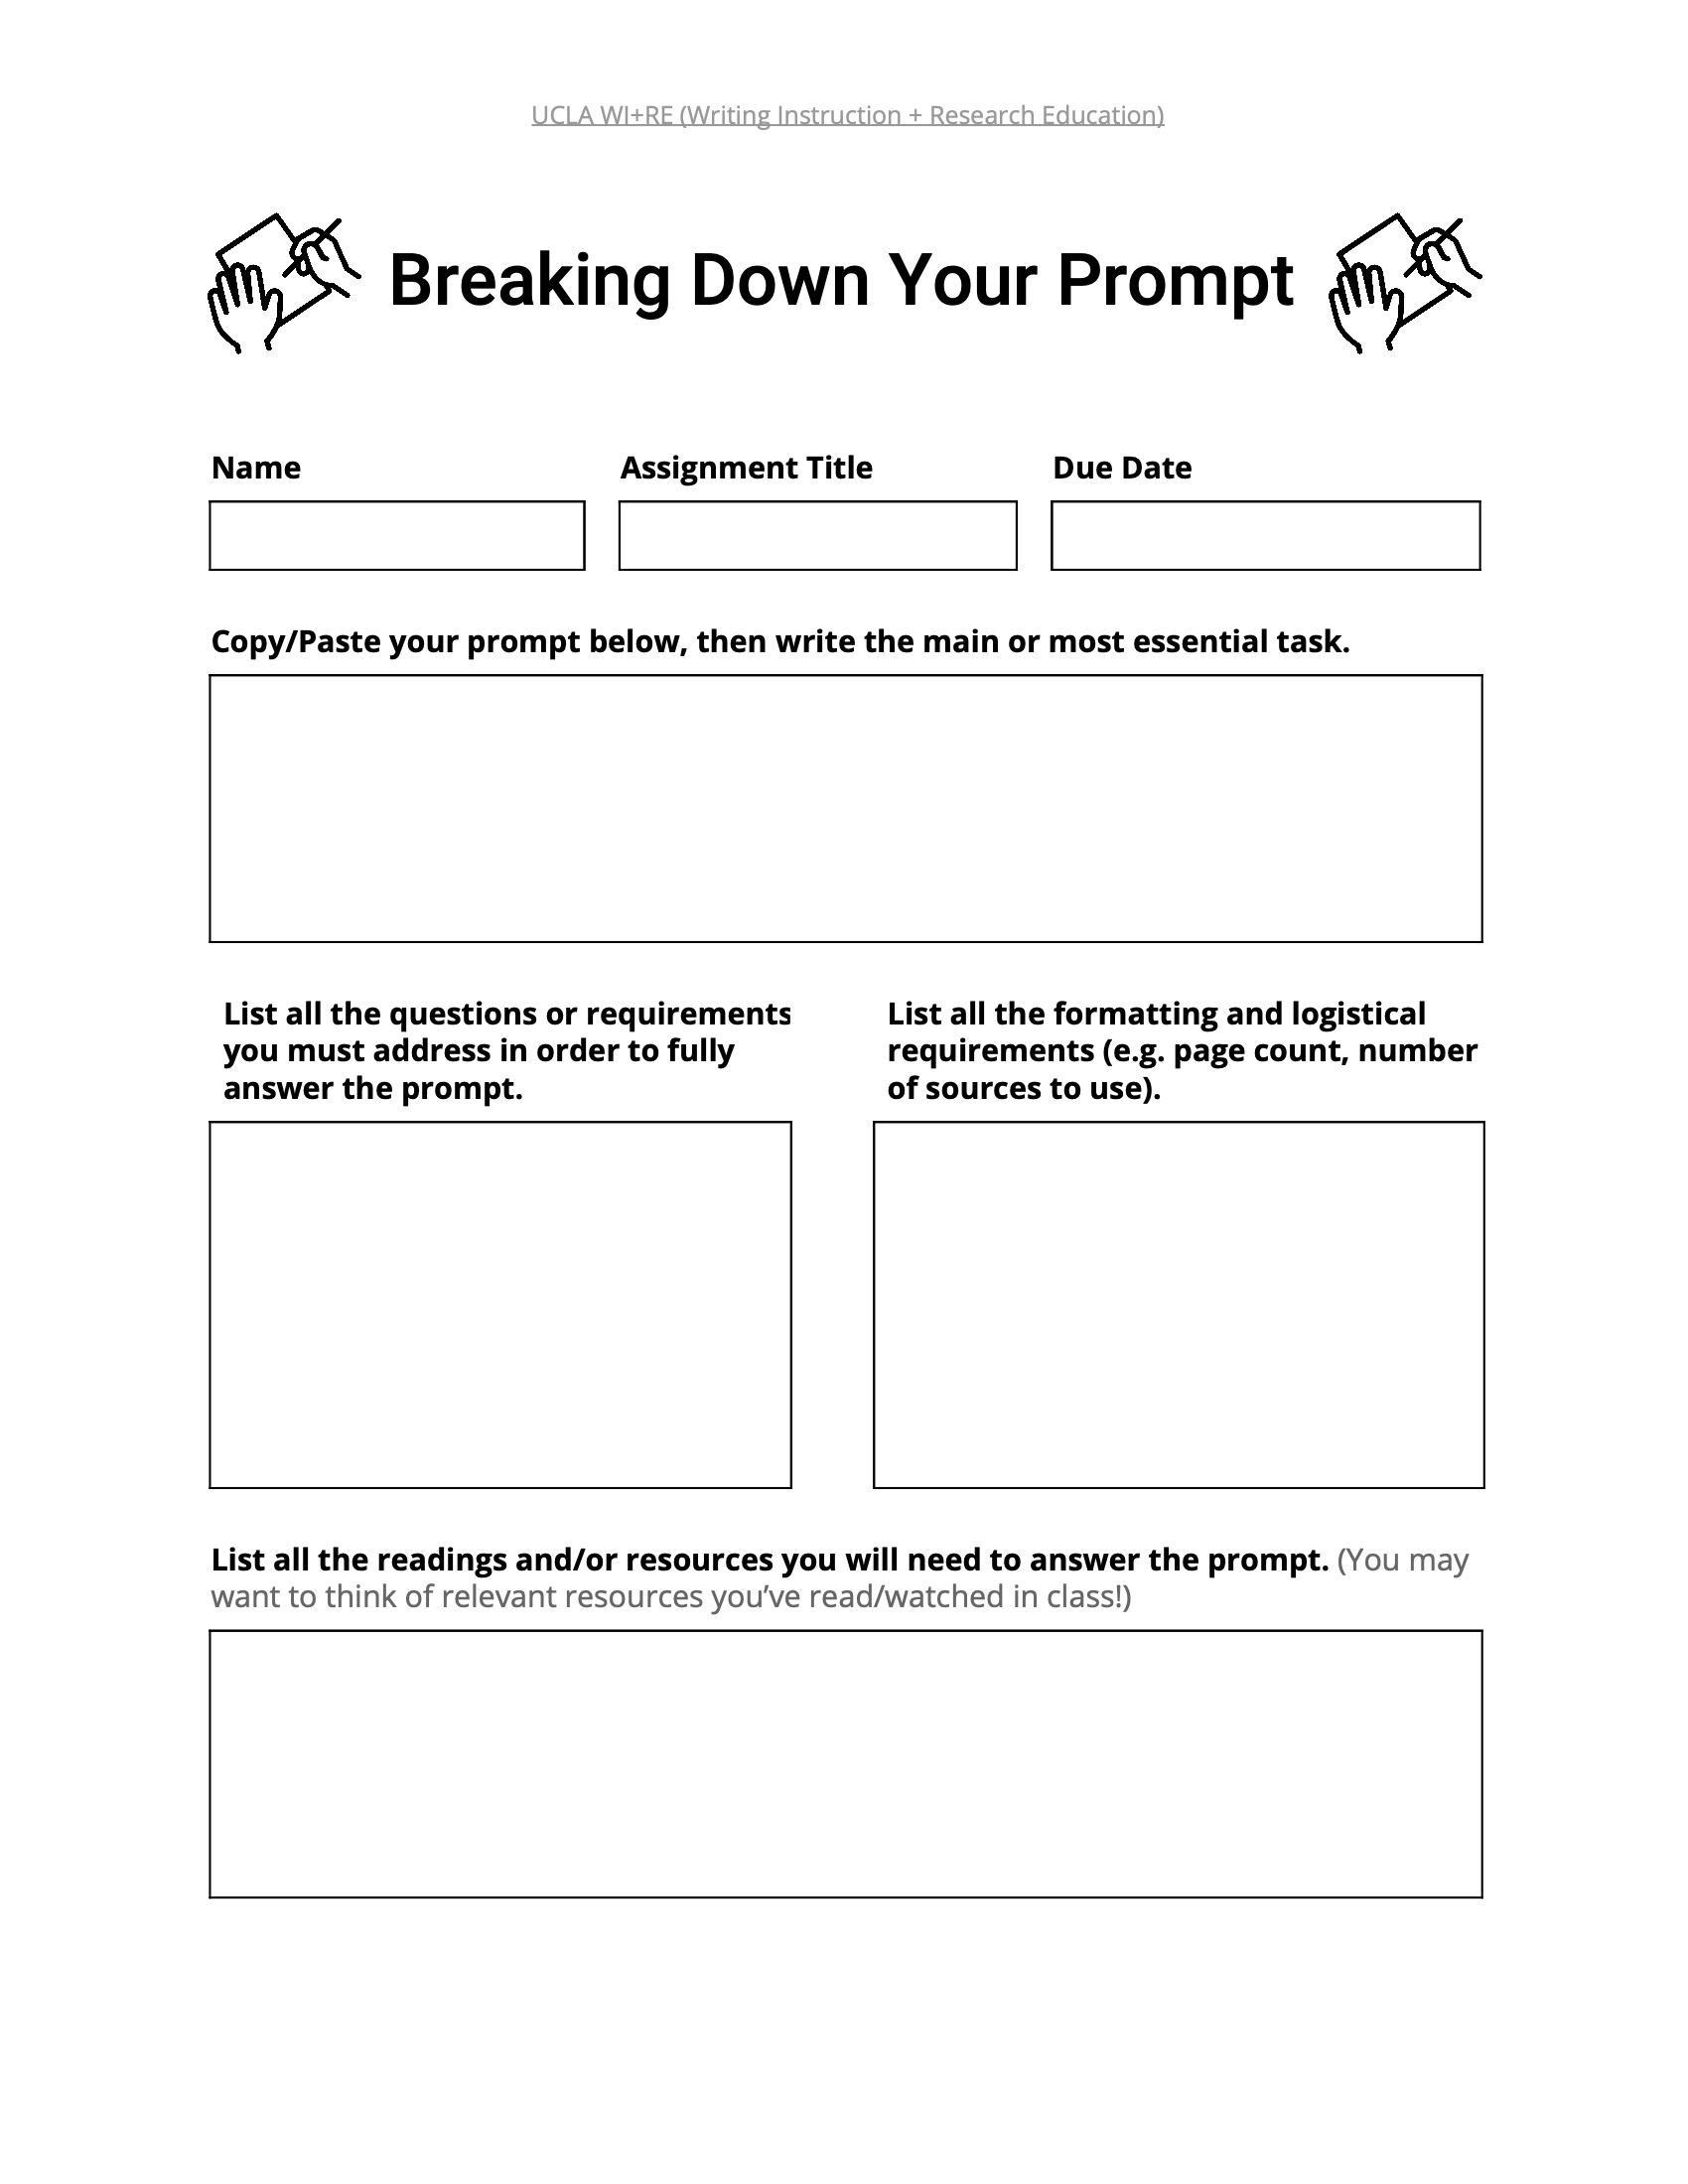 UCLA WI+RE (Writing Instruction + Research Education)
Breaking Down Your Prompt
Name
Assignment Title
Due Date
Copy/Paste your prompt below, then write the main or most essential task.
List all the questions or requirements
you must address in order to fully
answer the prompt.
List all the formatting and logistical
requirements (e.g. page count, number
of sources to use).
List all the readings and/or resources you will need to answer the prompt. (You may
want to think of relevant resources you’ve read/watched in class!)